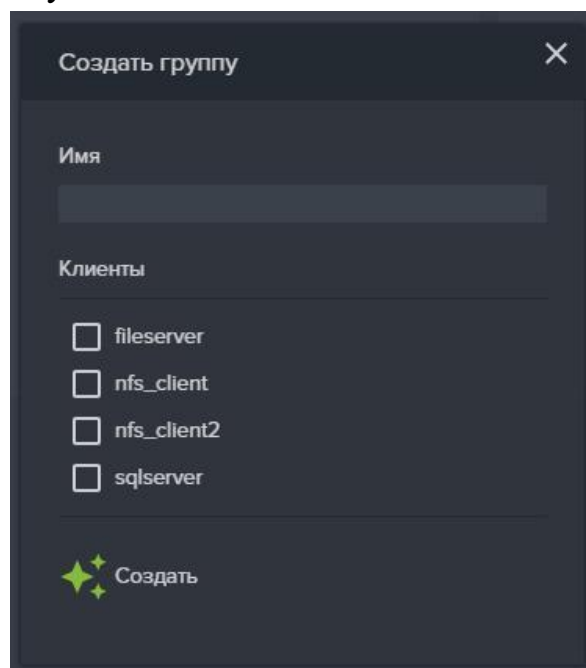 Создать группу
Имя
Клиенты
fileserver
nfs_client
nfs_client2
sqlserver
Создать